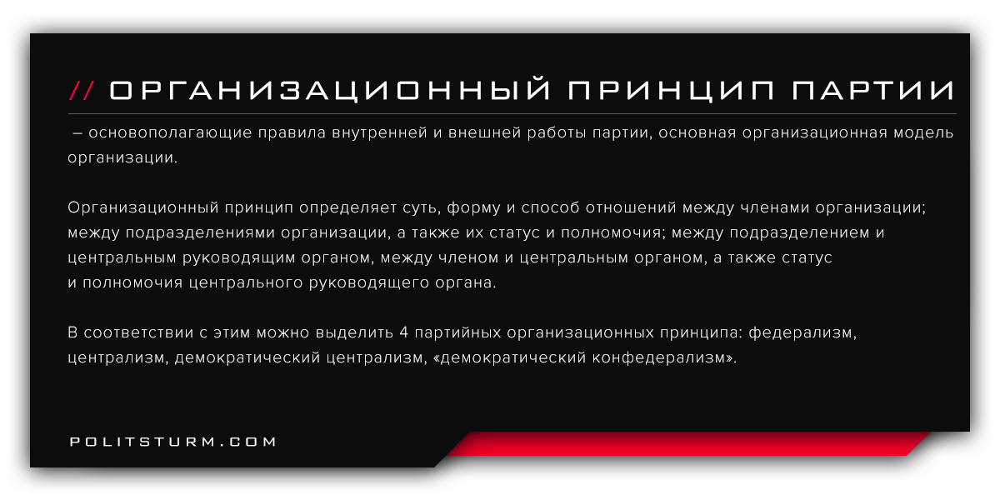 // ОРГАНИЗАЦИОННЫЙ ПРИНЦИП ПАРТИИ
– основополагающие правила внутренней и внешней работы партии, основная организационная модель
организации.
Организационный принцип определяет суть, форму и способ отношений между членами организации;
между подразделениями организации, а также их статус и полномочия; между подразделением и
центральным руководящим органом, между членом и центральным органом, а также статус
и полномочия центрального руководящего органа.
В соответствии с этим можно выделить 4 партийных организационных принципа: федерализм,
централизм, демократический централизм, «демократический конфедерализм».
POLITSTURM.COM